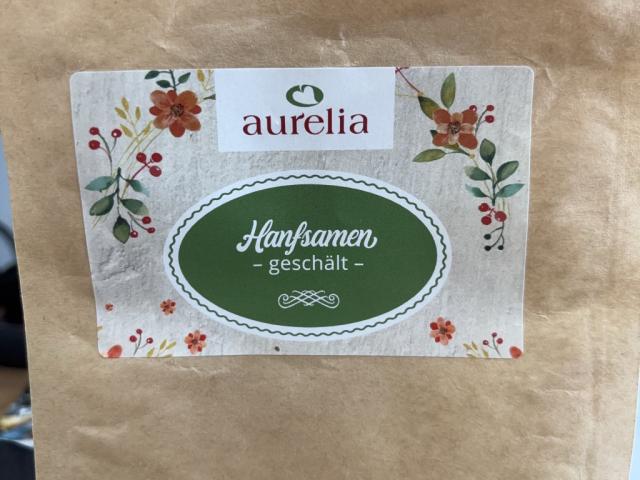 aurelia
Hanfsamen
– geschält –